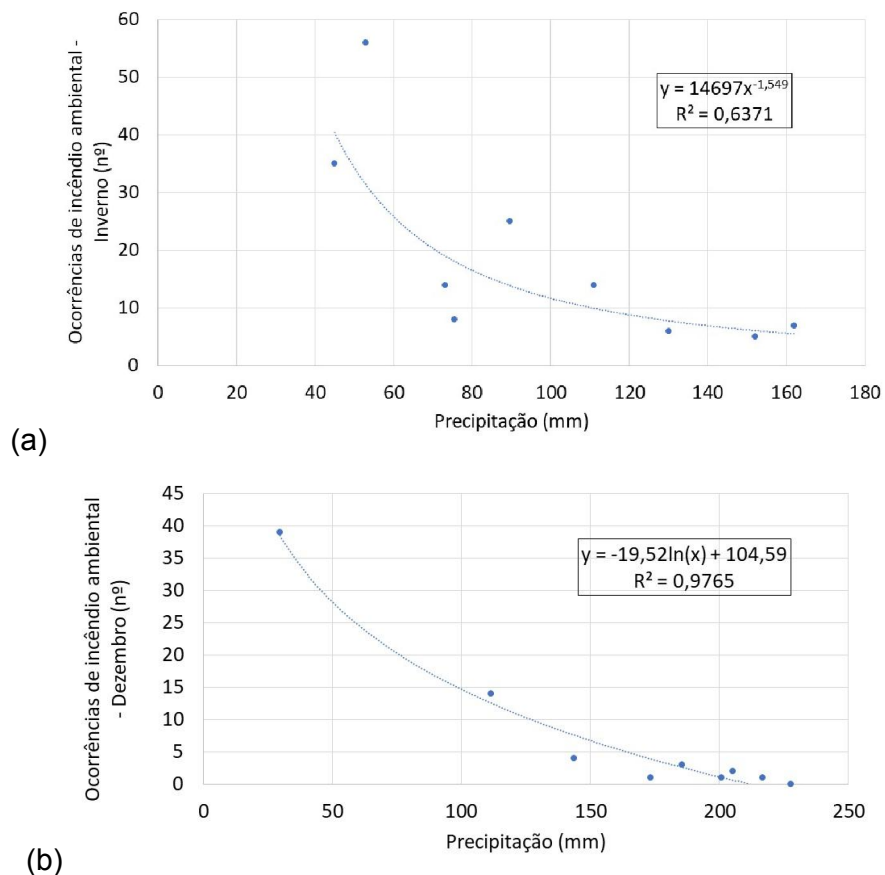 Ocorrências de incêndio ambiental -
Inverno (nº)
60
50
40
30
20
10
0
y = 14697x^-1,549
R² = 0,6371
0 20 40 60 80 100 120 140 160 180
Precipitação (mm)
(a)
Ocorrências de incêndio ambiental
- Dezembro (nº)
45
40
35
30
25
20
15
10
5
0
y = -19,52ln(x) + 104,59
R² = 0,9765
0 50 100 150 200 250
Precipitação (mm)
(b)